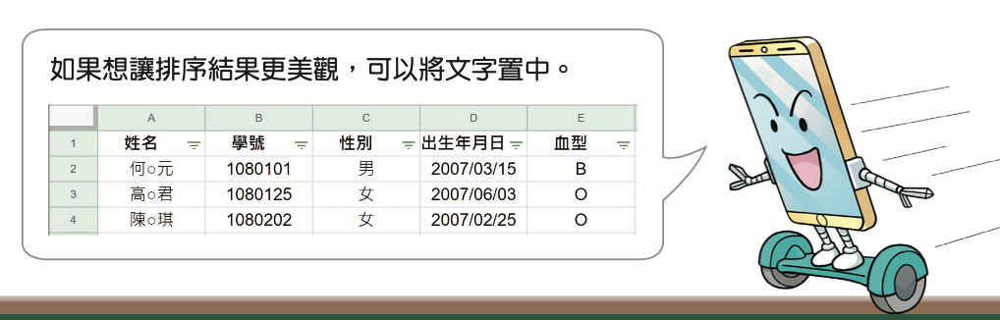 如果想讓排序結果更美觀，可以將文字置中。
A B C D E
1 姓名 學號 性別 出生年月日 血型
2 何○元 1080101 男 2007/03/15 B
3 高○君 1080125 女 2007/06/03 O
4 陳○琪 1080202 女 2007/02/25 O